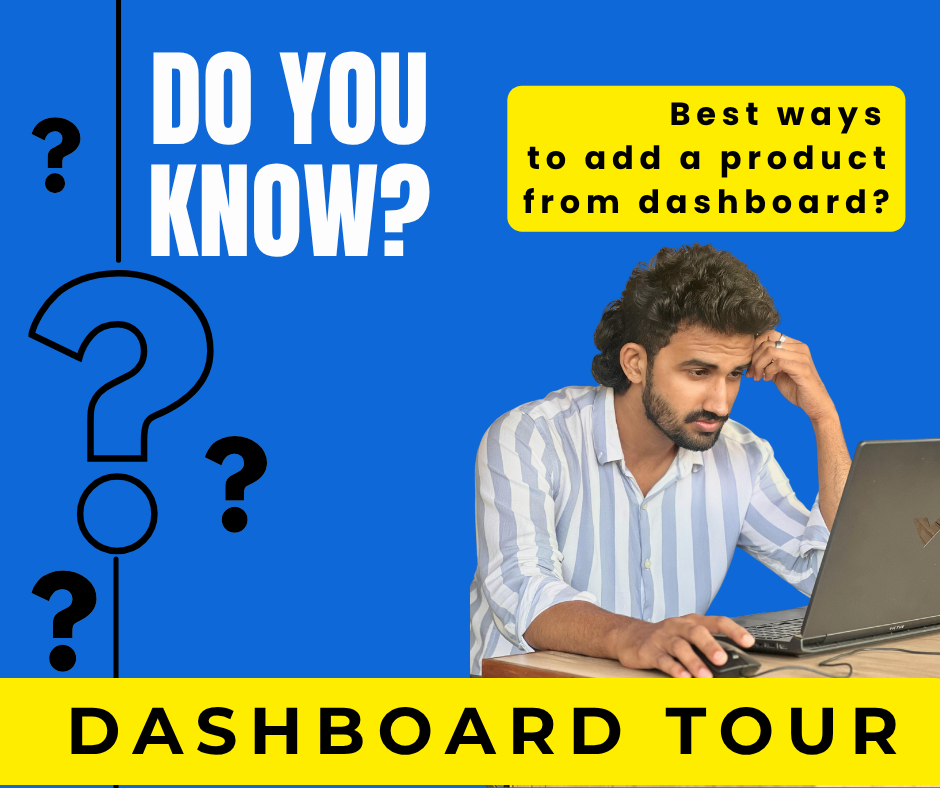 DO YOU
KNOW?
Best ways
to add a product
from dashboard?
?
?
?
?
DASHBOARD TOUR